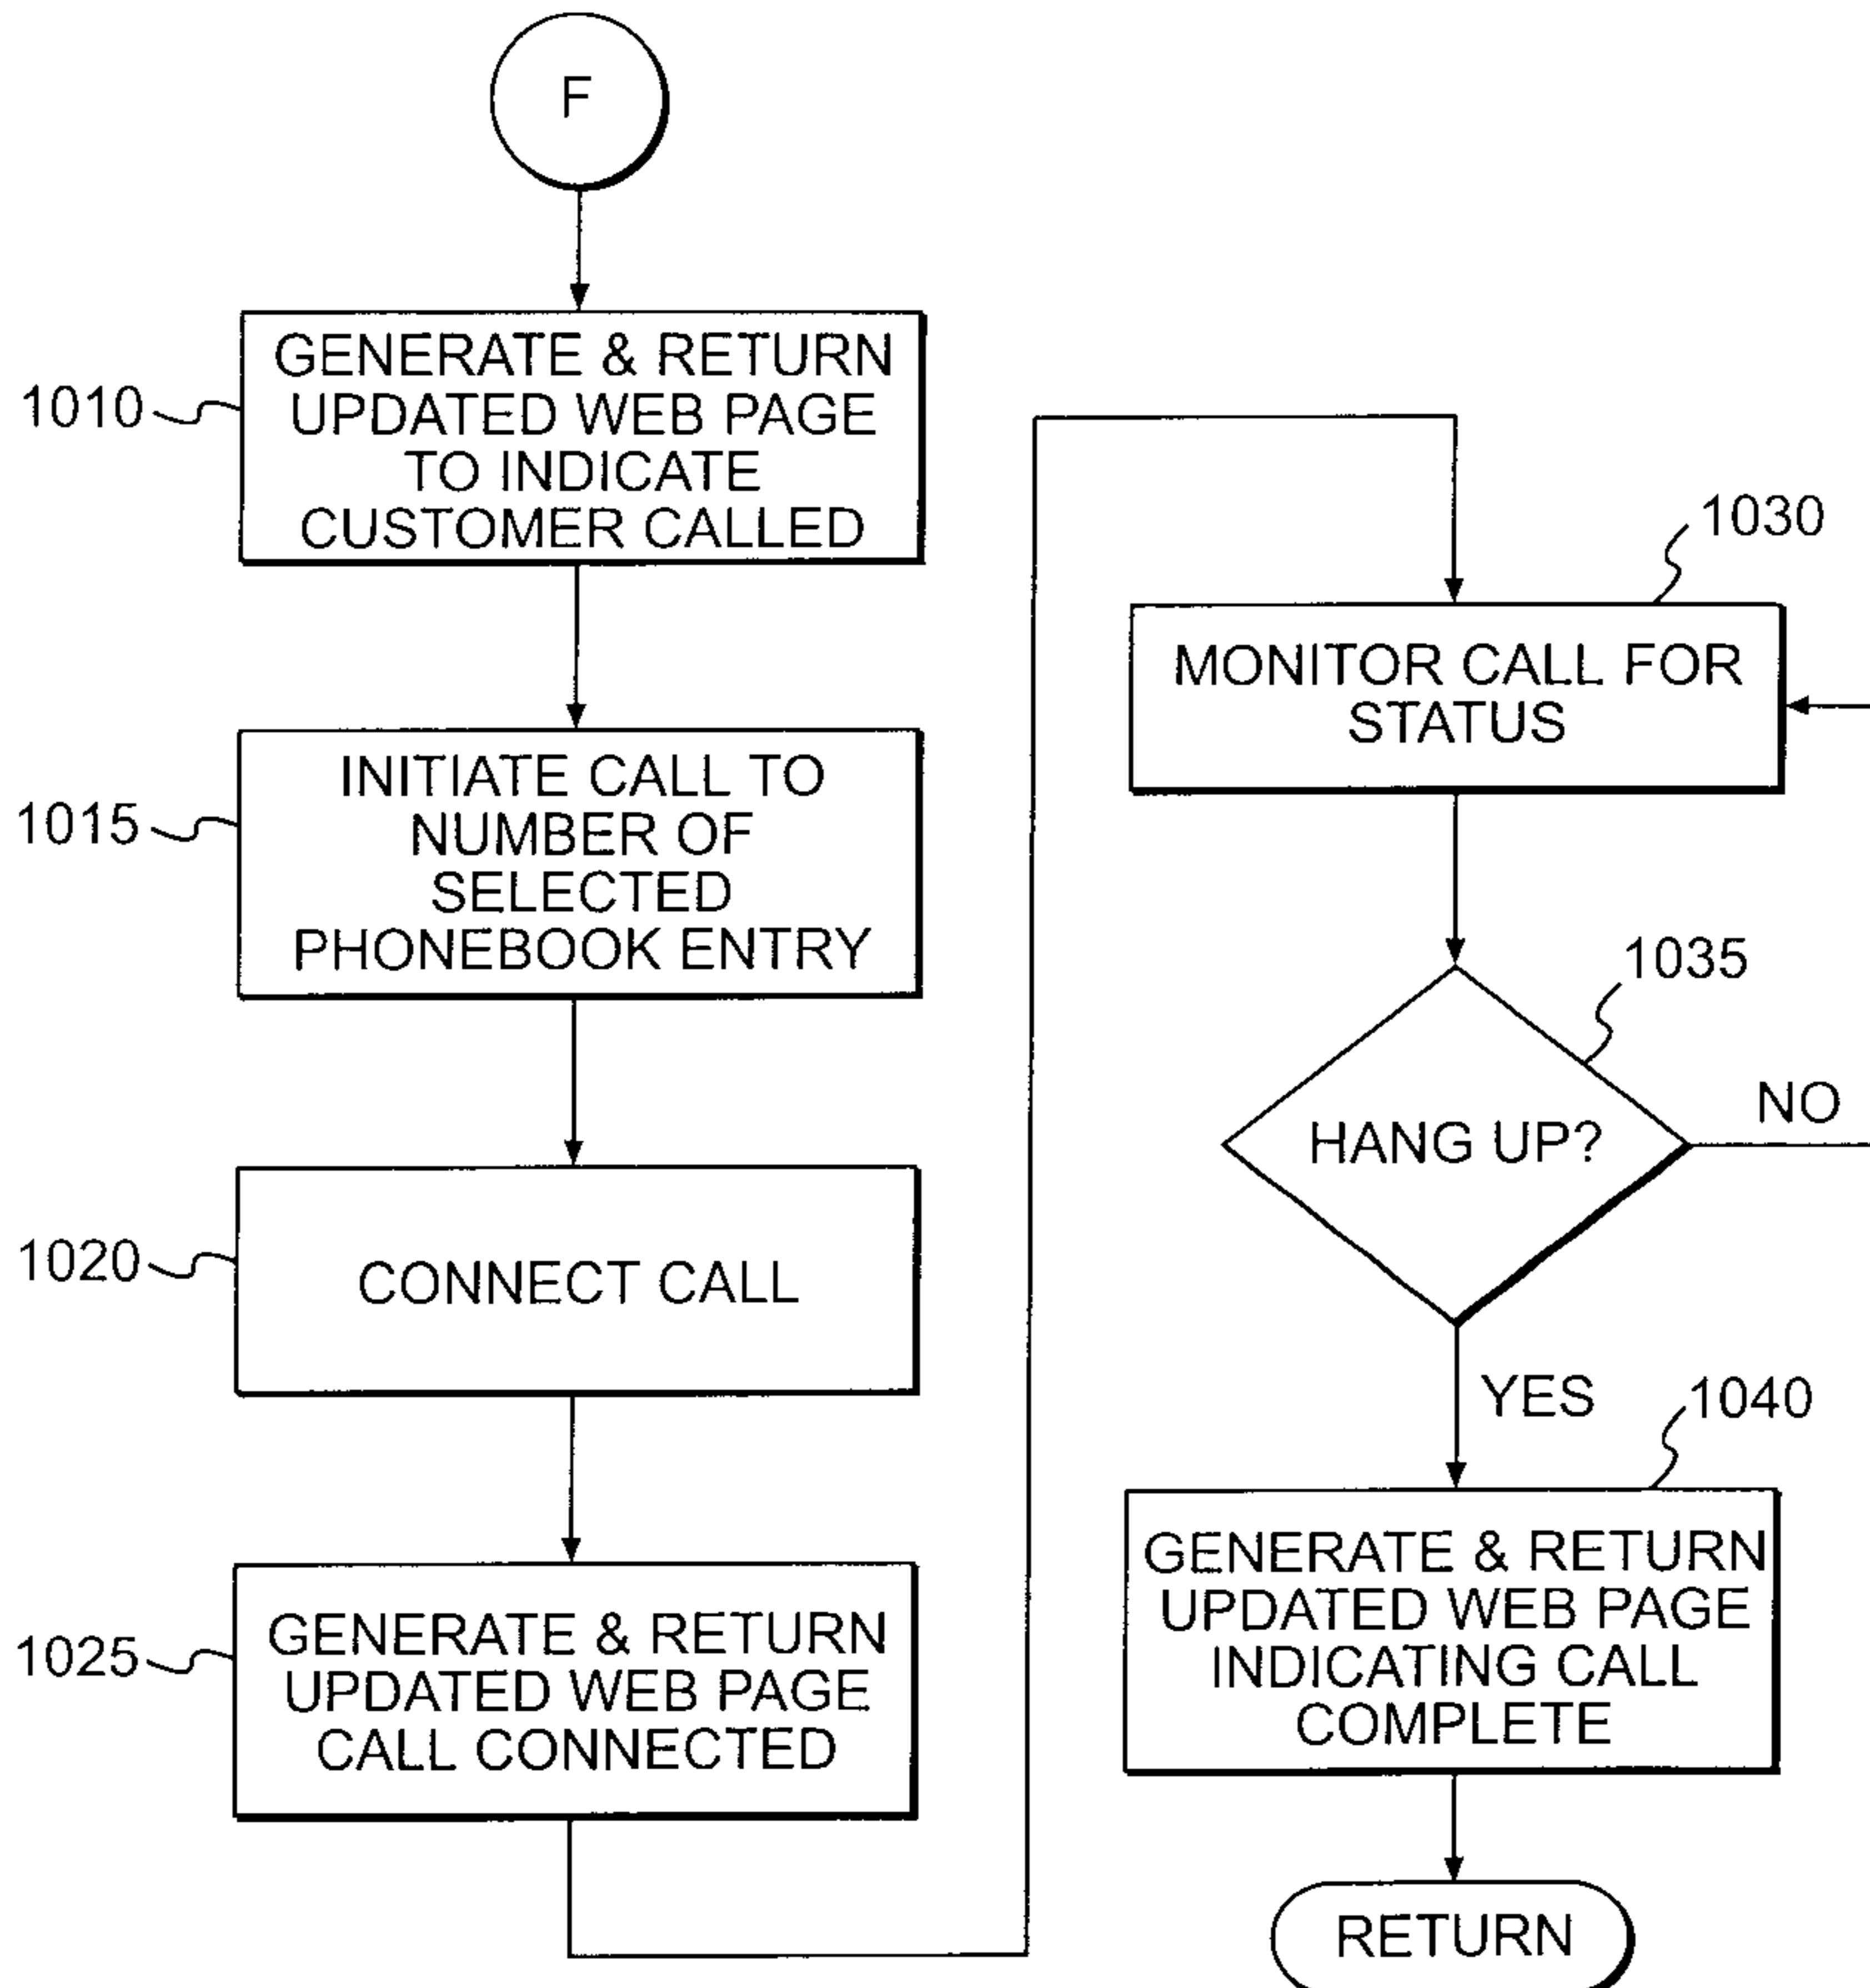 F
1010
GENERATE & RETURN
UPDATED WEB PAGE
TO INDICATE
CUSTOMER CALLED
1015
INITIATE CALL TO
NUMBER OF
SELECTED
PHONEBOOK ENTRY
1020
CONNECT CALL
1025
GENERATE & RETURN
UPDATED WEB PAGE
CALL CONNECTED
1030
MONITOR CALL FOR
STATUS
1035
HANG UP?
NO
YES
1040
GENERATE & RETURN
UPDATED WEB PAGE
INDICATING CALL
COMPLETE
RETURN